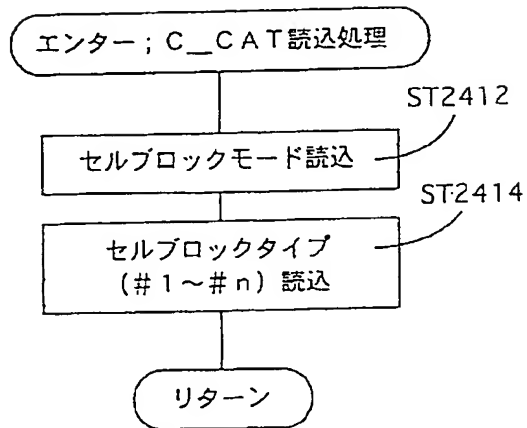 エンター；C＿CAT読込処理
ST2412
セルブロックモード読込
ST2414
セルブロックタイプ
（＃1～＃n）読込
リターン